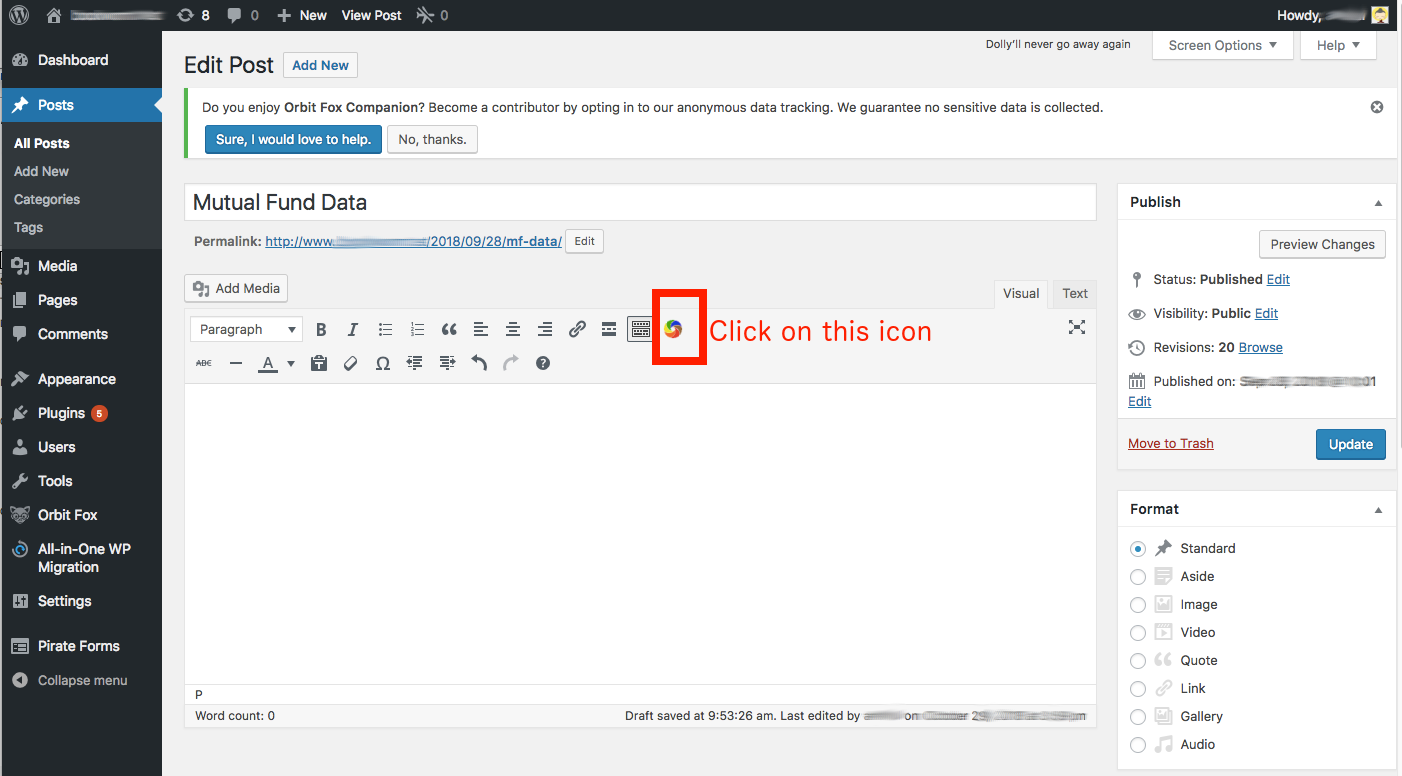 8 0 New View Post 0 Howdy,
Dashboard
Posts
All Posts
Add New
Categories
Tags
Media
Pages
Comments
Appearance
Plugins 5
Users
Tools
Orbit Fox
All-in-One WP
Migration
Settings
Pirate Forms
Collapse menu
Dolly'll never go away again
Screen Options
Help
Edit Post Add New
Do you enjoy Orbit Fox Companion? Become a contributor by opting in to our anonymous data tracking. We guarantee no sensitive data is collected.
Sure, I would love to help. No, thanks.
Mutual Fund Data
Permalink: http://www. /2018/09/28/mf-data/ Edit
Add Media
Visual Text
Paragraph B I
Click on this icon
ABC A Ω
P
Word count: 0
Draft saved at 9:53:26 am. Last edited by on
Publish
Preview Changes
Status: Published Edit
Visibility: Public Edit
Revisions: 20 Browse
Published on:
Edit
Move to Trash Update
Format
Standard
Aside
Image
Video
Quote
Link
Gallery
Audio